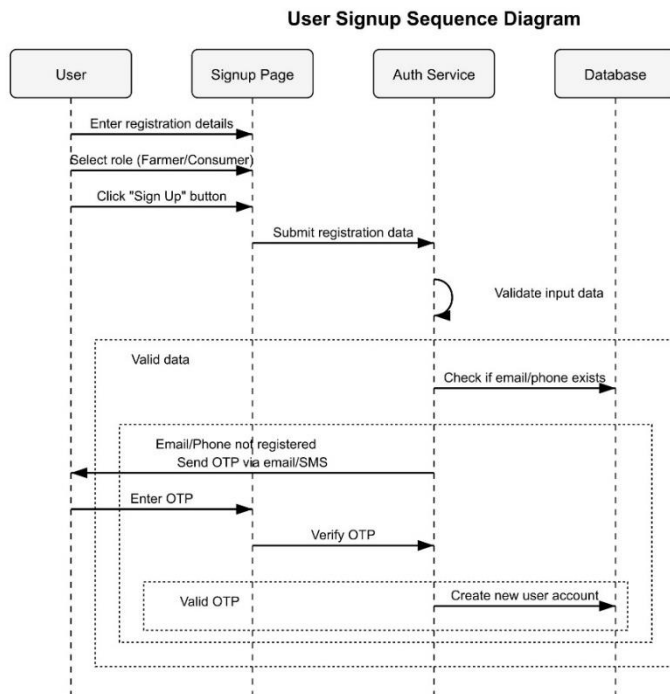 User Signup Sequence Diagram
User
Signup Page
Auth Service
Database
Enter registration details
Select role (Farmer/Consumer)
Click "Sign Up" button
Submit registration data
Validate input data
Valid data
Check if email/phone exists
Email/Phone not registered
Send OTP via email/SMS
Enter OTP
Verify OTP
Valid OTP
Create new user account